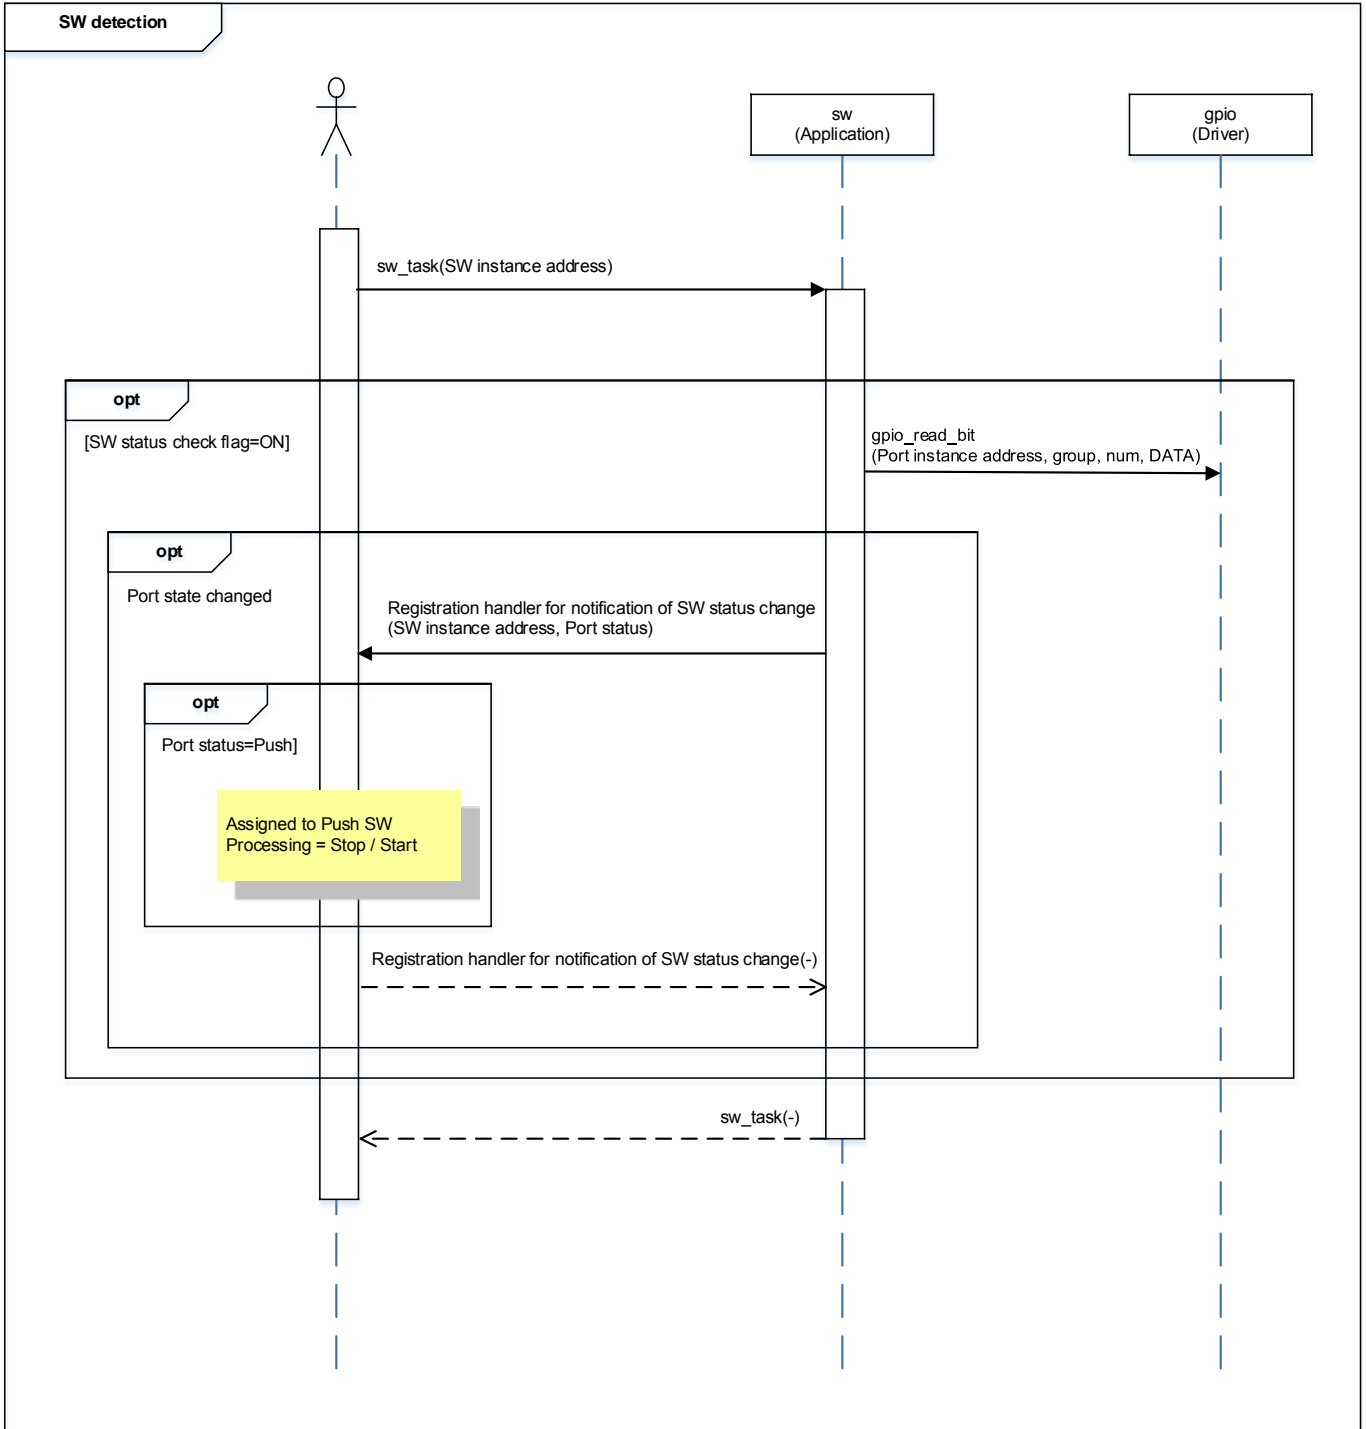 SW detection
sw
(Application)
gpio
(Driver)
sw_task(SW instance address)
opt
[SW status check flag=ON]
gpio_read_bit
(Port instance address, group, num, DATA)
opt
Port state changed
Registration handler for notification of SW status change
(SW instance address, Port status)
opt
Port status=Push]
Assigned to Push SW
Processing = Stop / Start
Registration handler for notification of SW status change(-)
sw_task(-)